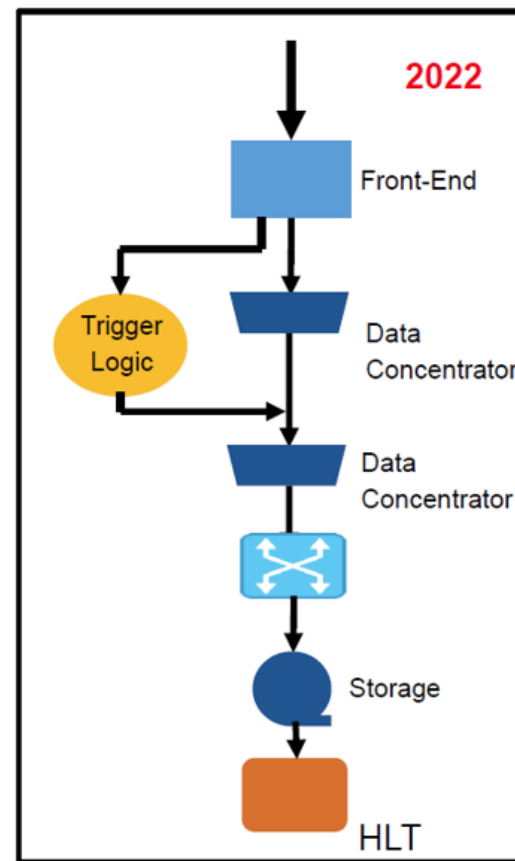 2022
Front-End
Trigger
Logic
Data
Concentrator
Data
Concentrator
Storage
HLT